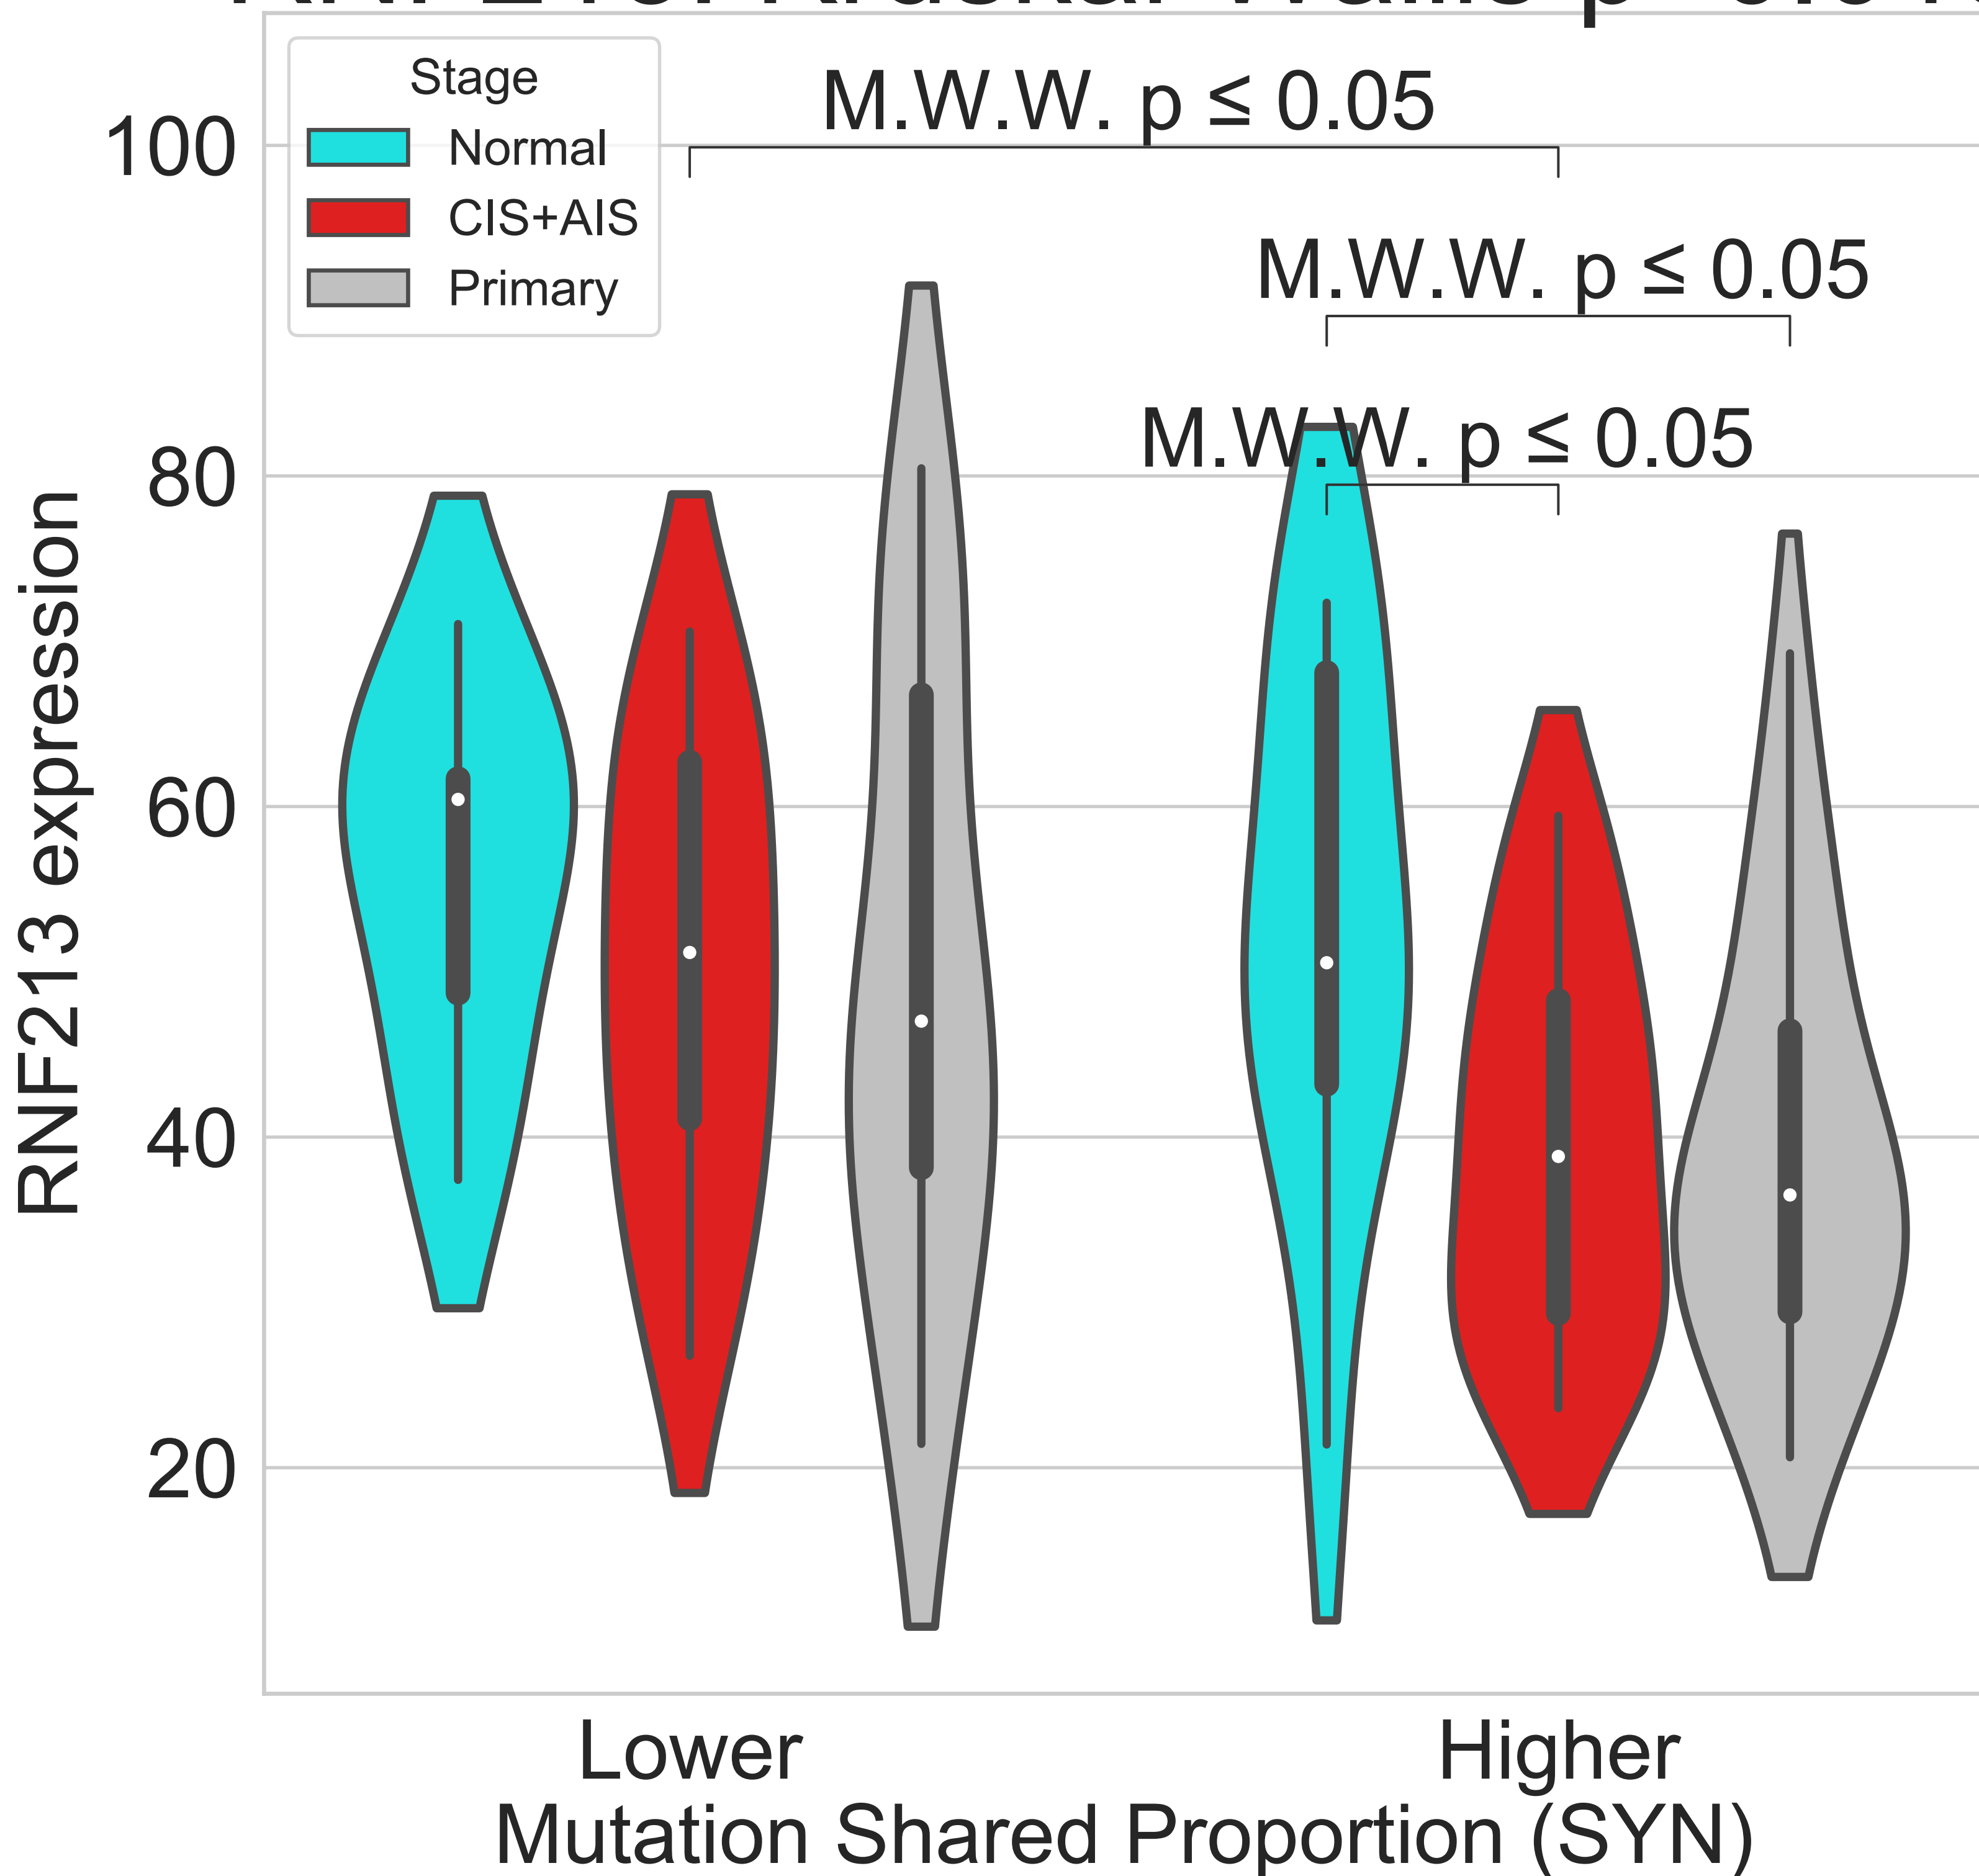 Stage
Normal
CIS+AIS
Primary
M.W.W. p ≤ 0.05
M.W.W. p ≤ 0.05
M.W.W. p ≤ 0.05
100
80
60
40
20
RNF213 expression
Lower
Higher
Mutation Shared Proportion (SYN)